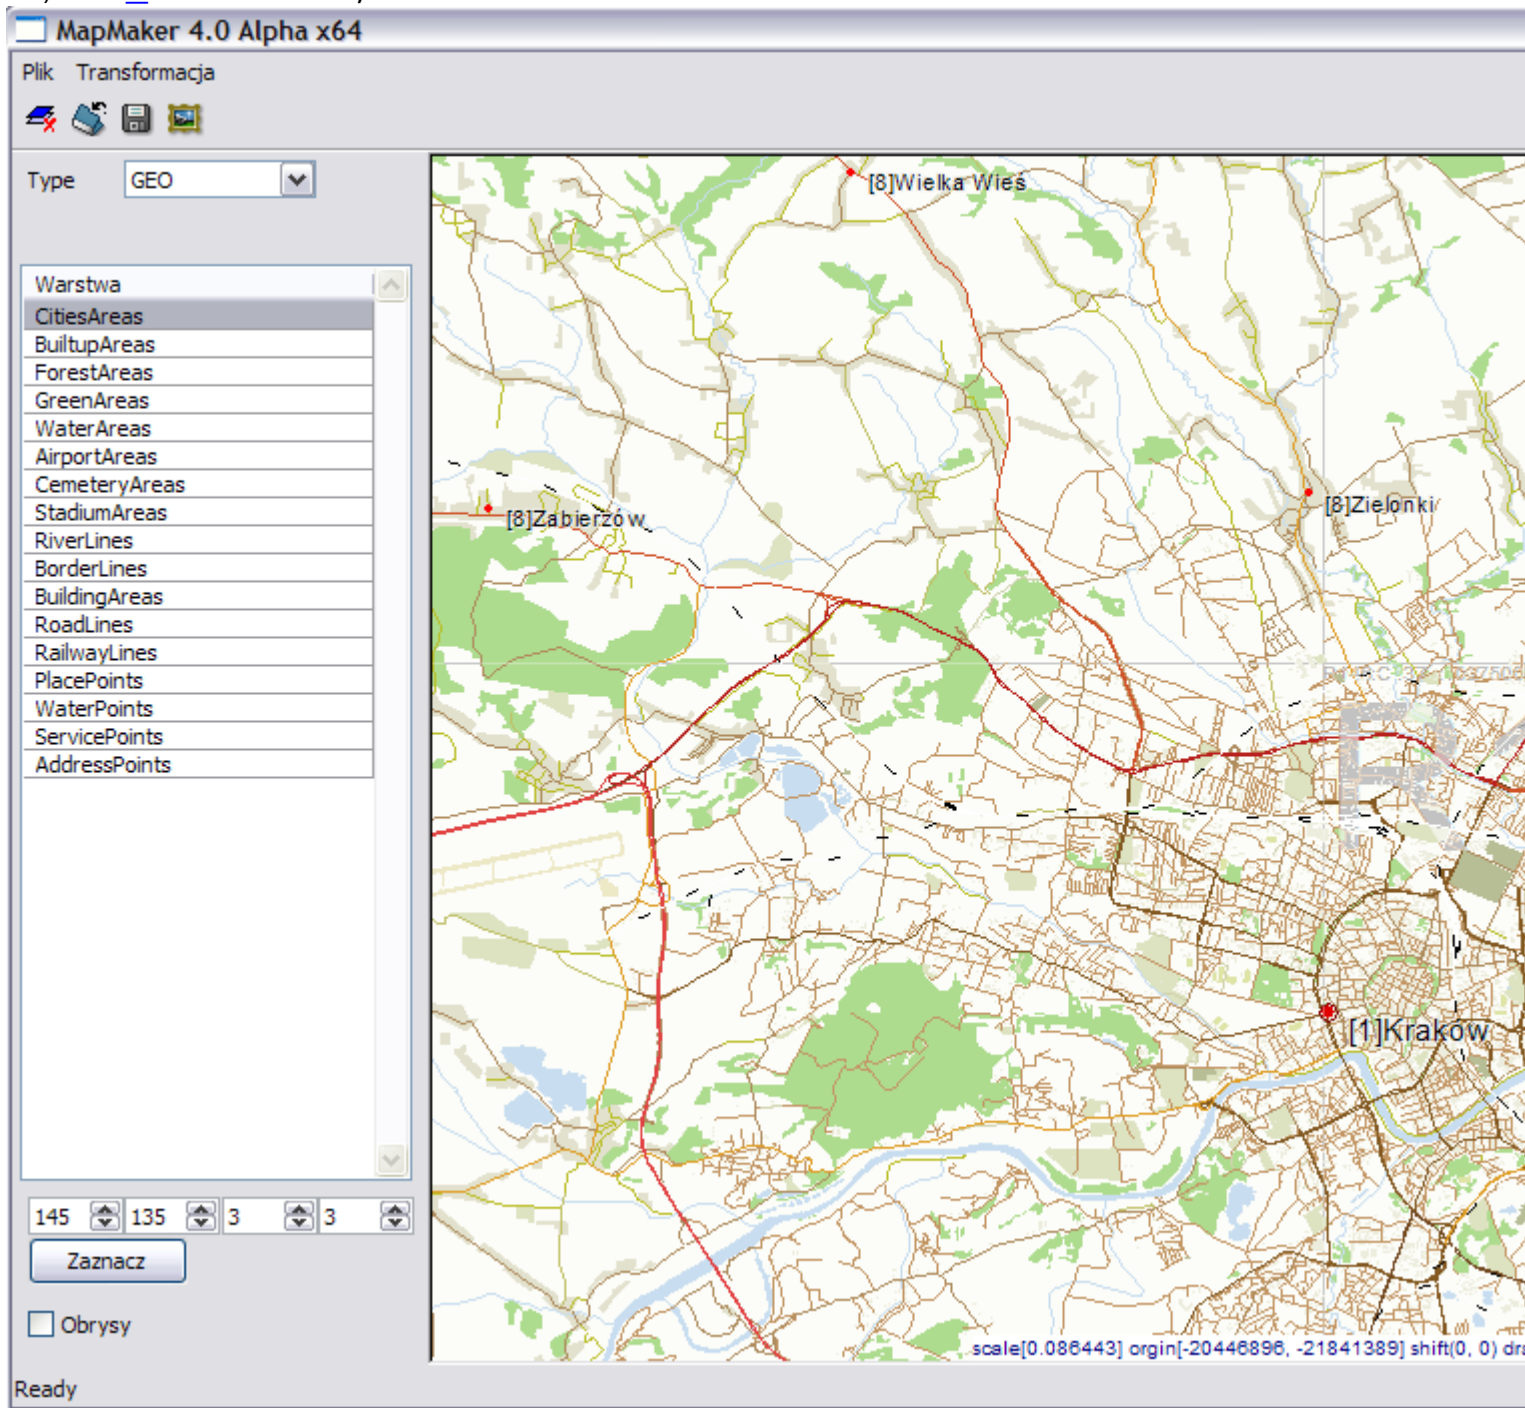 MapMaker 4.0 Alpha x64
Plik Transformacja
Type GEO
Warstwa
CitiesAreas
BuiltupAreas
ForestAreas
GreenAreas
WaterAreas
AirportAreas
CemeteryAreas
StadiumAreas
RiverLines
BorderLines
BuildingAreas
RoadLines
RailwayLines
PlacePoints
WaterPoints
ServicePoints
AddressPoints
145 135 3 3
Zaznacz
Obrysy
Ready
[8]Wielka Wieś
[8]Zabierzów
[8]Zielonki
[1]Kraków
scale[0.086443] orgin[-20446896, -21841389] shift(0, 0)